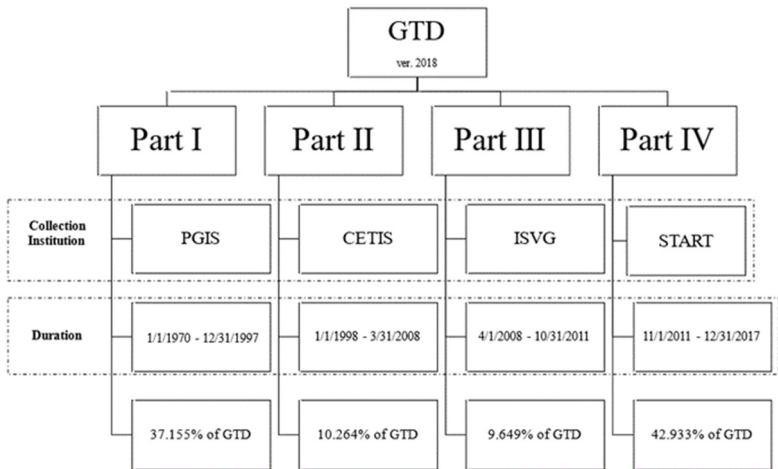 GTD
ver. 2018
Part I
Part II
Part III
Part IV
Collection
Institution
PGIS
CETIS
ISVG
START
Duration
1/1/1970 - 12/31/1997
1/1/1998 - 3/31/2008
4/1/2008 - 10/31/2011
11/1/2011 - 12/31/2017
37.155% of GTD
10.264% of GTD
9.649% of GTD
42.933% of GTD